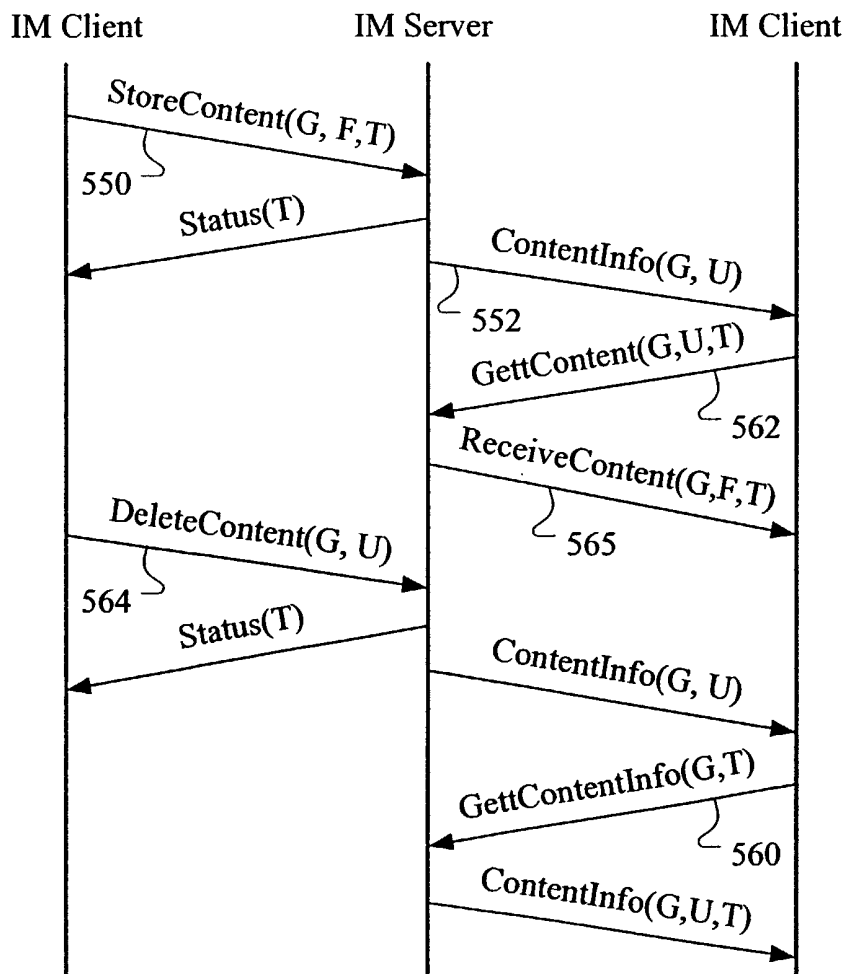 IM Client
IM Server
IM Client
StoreContent(G, F,T)
550
Status(T)
ContentInfo(G, U)
552
GettContent(G,U,T)
562
ReceiveContent(G,F,T)
565
DeleteContent(G, U)
564
Status(T)
ContentInfo(G, U)
GettContentInfo(G,T)
560
ContentInfo(G,U,T)